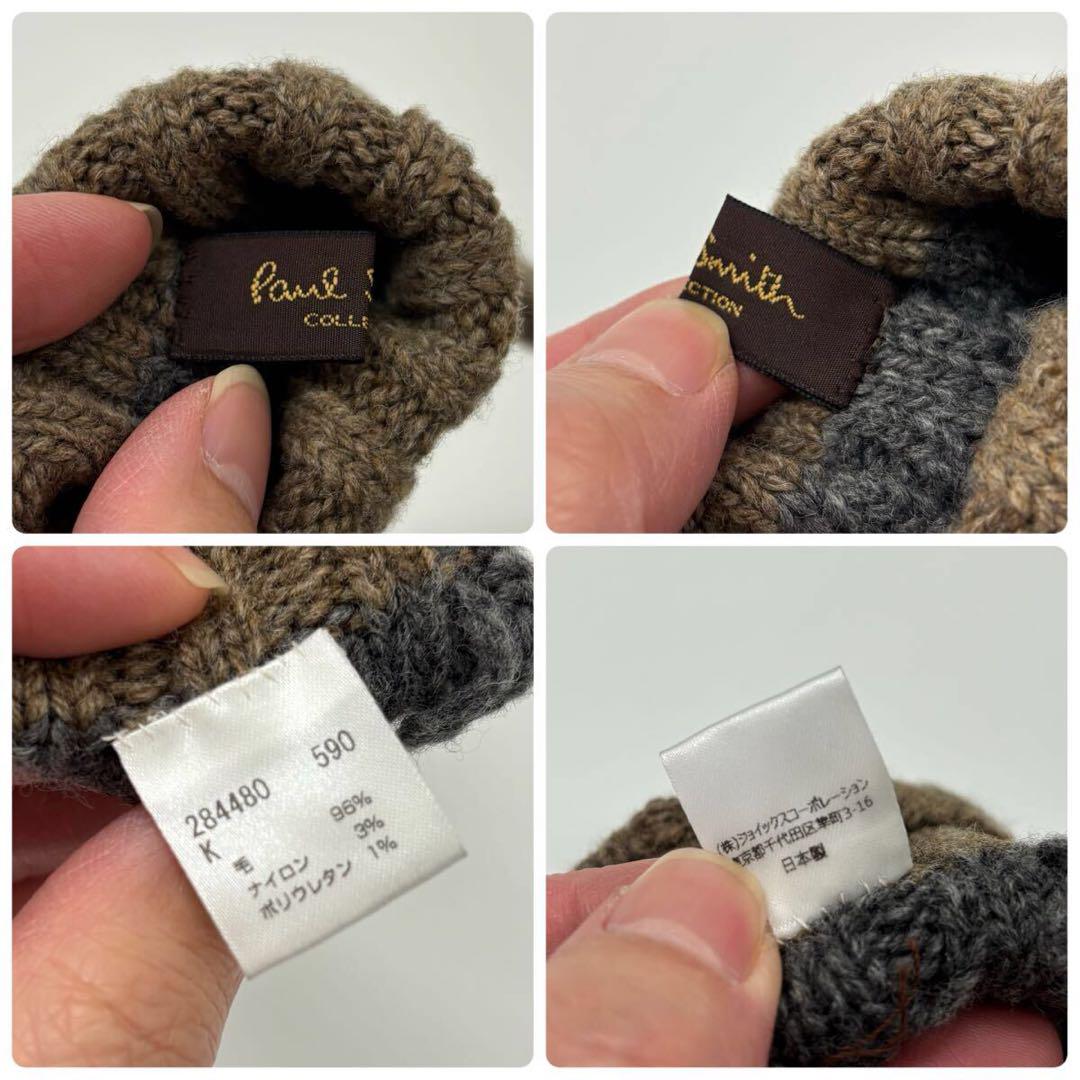 Paul S
COLLE
Smith
CTION
284480 590
K
毛 96%
ナイロン 3%
ポリウレタン 1%
(株)ジョイックスコーポレーション
東京都千代田区隼町3-16
日本製